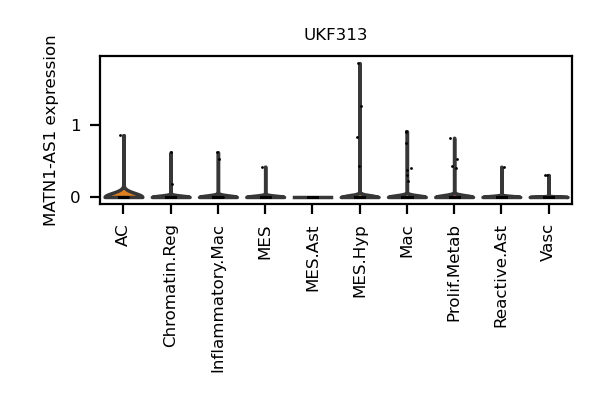 UKF313
MATN1-AS1 expression
1
0
AC
Chromatin.Reg
Inflammatory.Mac
MES
MES.Ast
MES.Hyp
Mac
Prolif.Metab
Reactive.Ast
Vasc